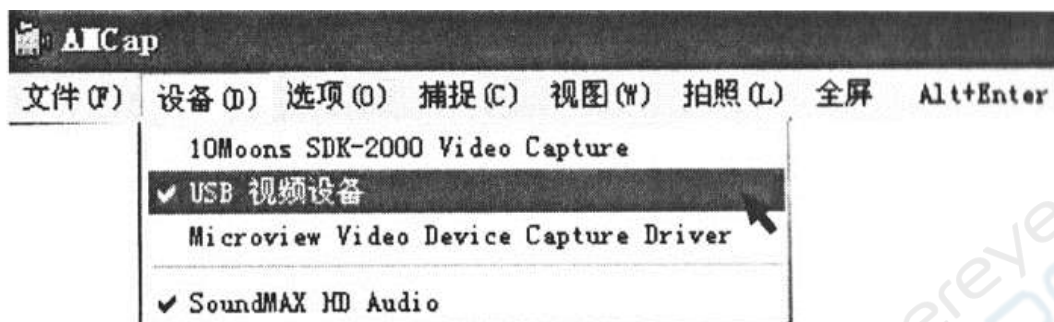 AMCap
文件(F) 设备(D) 选项(O) 捕捉(C) 视图(W) 拍照(L) 全屏 Alt+Enter
10Moons SDK-2000 Video Capture
✔ USB 视频设备
Microview Video Device Capture Driver
✔ SoundMAX HD Audio